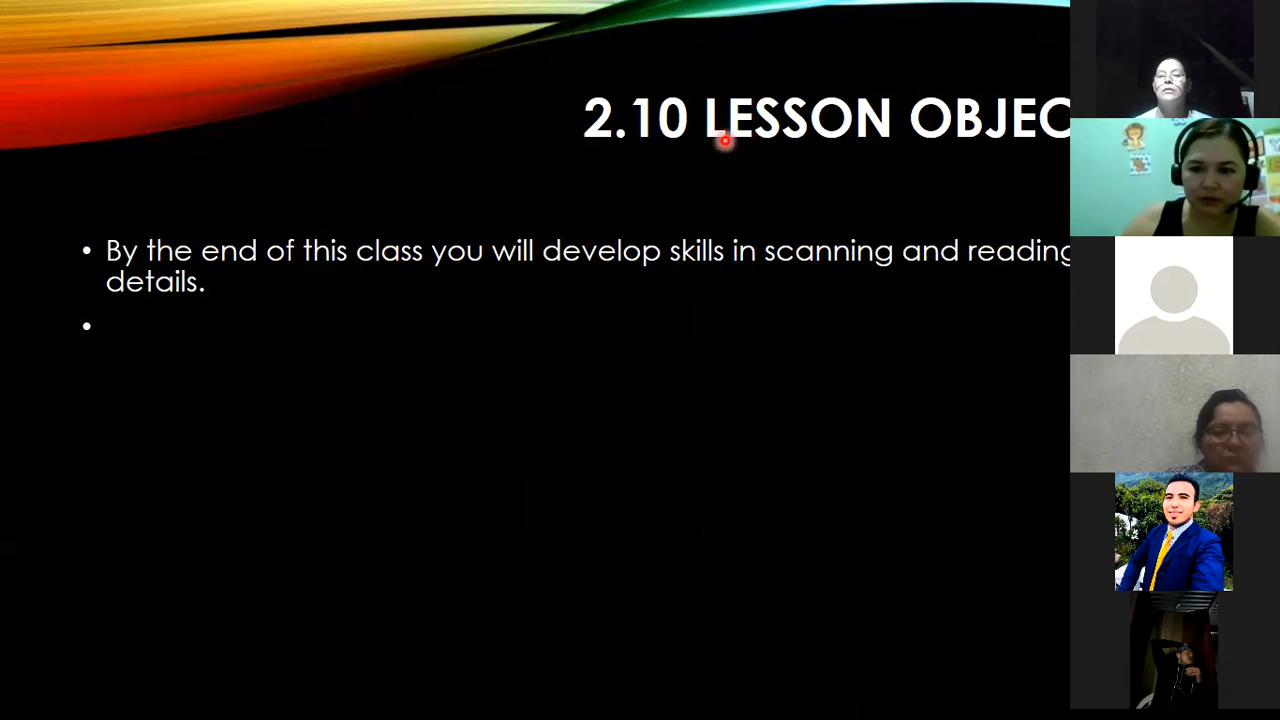 2.10 LESSON OBJEC
• By the end of this class you will develop skills in scanning and reading
details.
•